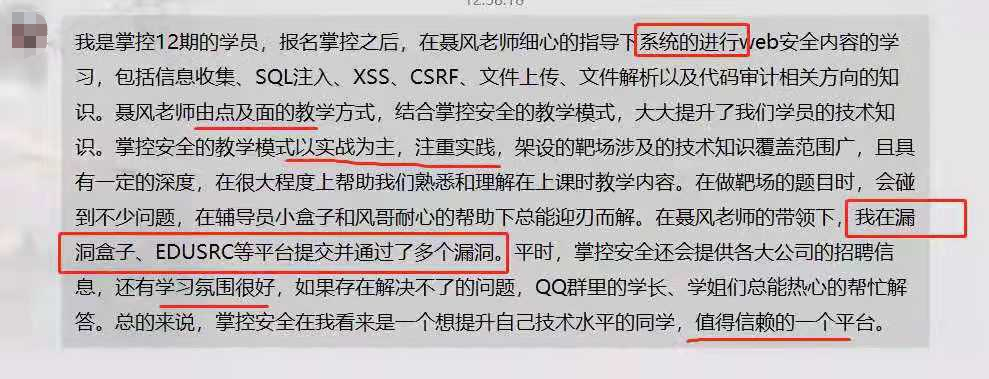 12:58:18
我是掌控12期的学员，报名掌控之后，在聂风老师细心的指导下系统的进行web安全内容的学
习，包括信息收集、SQL注入、XSS、CSRF、文件上传、文件解析以及代码审计相关方向的知
识。聂风老师由点及面的教学方式，结合掌控安全的教学模式，大大提升了我们学员的技术知
识。掌控安全的教学模式以实战为主，注重实践，架设的靶场涉及的技术知识覆盖范围广，且具
有一定的深度，在很大程度上帮助我们熟悉和理解在上课时教学内容。在做靶场的题目时，会碰
到不少问题，在辅导员小盒子和风哥耐心的帮助下总能迎刃而解。在聂风老师的带领下，我在漏
洞盒子、EDUSRC等平台提交并通过了多个漏洞。平时，掌控安全还会提供各大公司的招聘信
息，还有学习氛围很好，如果存在解决不了的问题，QQ群里的学长、学姐们总能热心的帮忙解
答。总的来说，掌控安全在我看来是一个想提升自己技术水平的同学，值得信赖的一个平台。